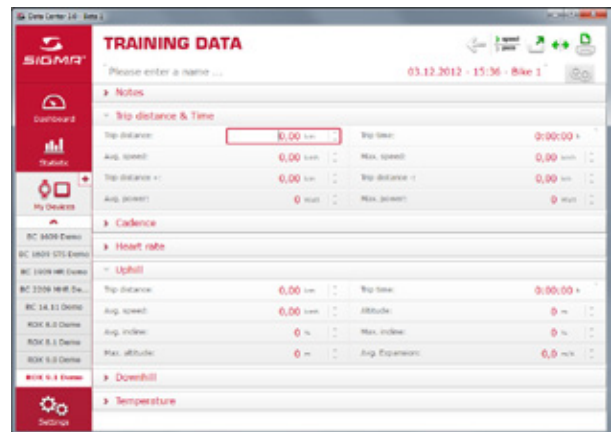 Data Center 2.0 - Beta 1
SIGMA
TRAINING DATA
speed
Please enter a name ...
03.12.2012 - 15:36 - Bike 1
Dashboard
Statistic
My Devices
BC 1609 Demo
BC 1609 STS Demo
BC 1909 HR Demo
BC 2209 MHR De...
BC 14.11 Demo
ROX 8.0 Demo
ROX 8.1 Demo
ROX 9.0 Demo
ROX 9.1 Demo
Settings
Notes
Trip distance & Time
Trip distance: 0,00 km Trip time: 0:00:00 h
Avg. speed: 0,00 km/h Max. speed: 0,00 km/h
Trip distance +: 0,00 km Trip distance -: 0,00 km
Avg. power: 0 Watt Max. power: 0 Watt
Cadence
Heart rate
Uphill
Trip distance: 0,00 km Trip time: 0:00:00 h
Avg. speed: 0,00 km/h Altitude: 0 m
Avg. incline: 0 % Max. incline: 0 %
Max. altitude: 0 m Avg. Expansion: 0,0
Downhill
Temperature